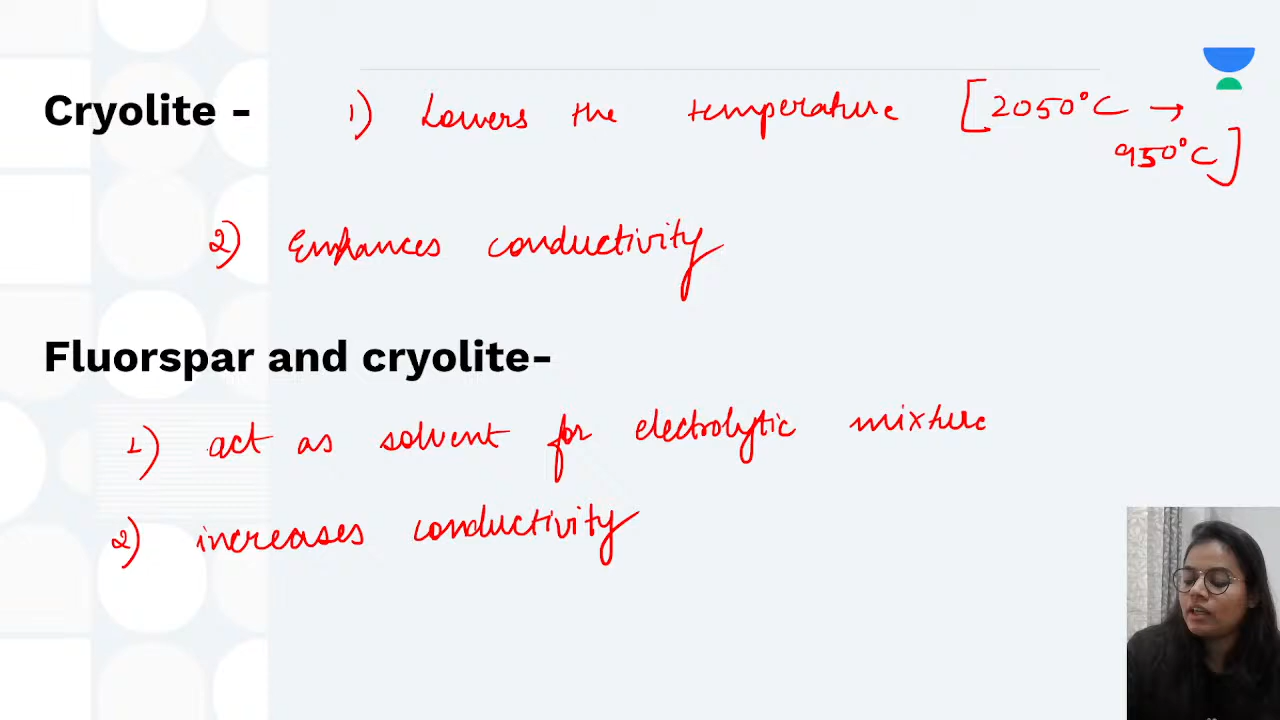 Cryolite - 1) Lowers the temperature [2050°C →
950°C]
2) Enhances conductivity
Fluorspar and cryolite-
1) act as solvent for electrolytic mixture
2) increases conductivity